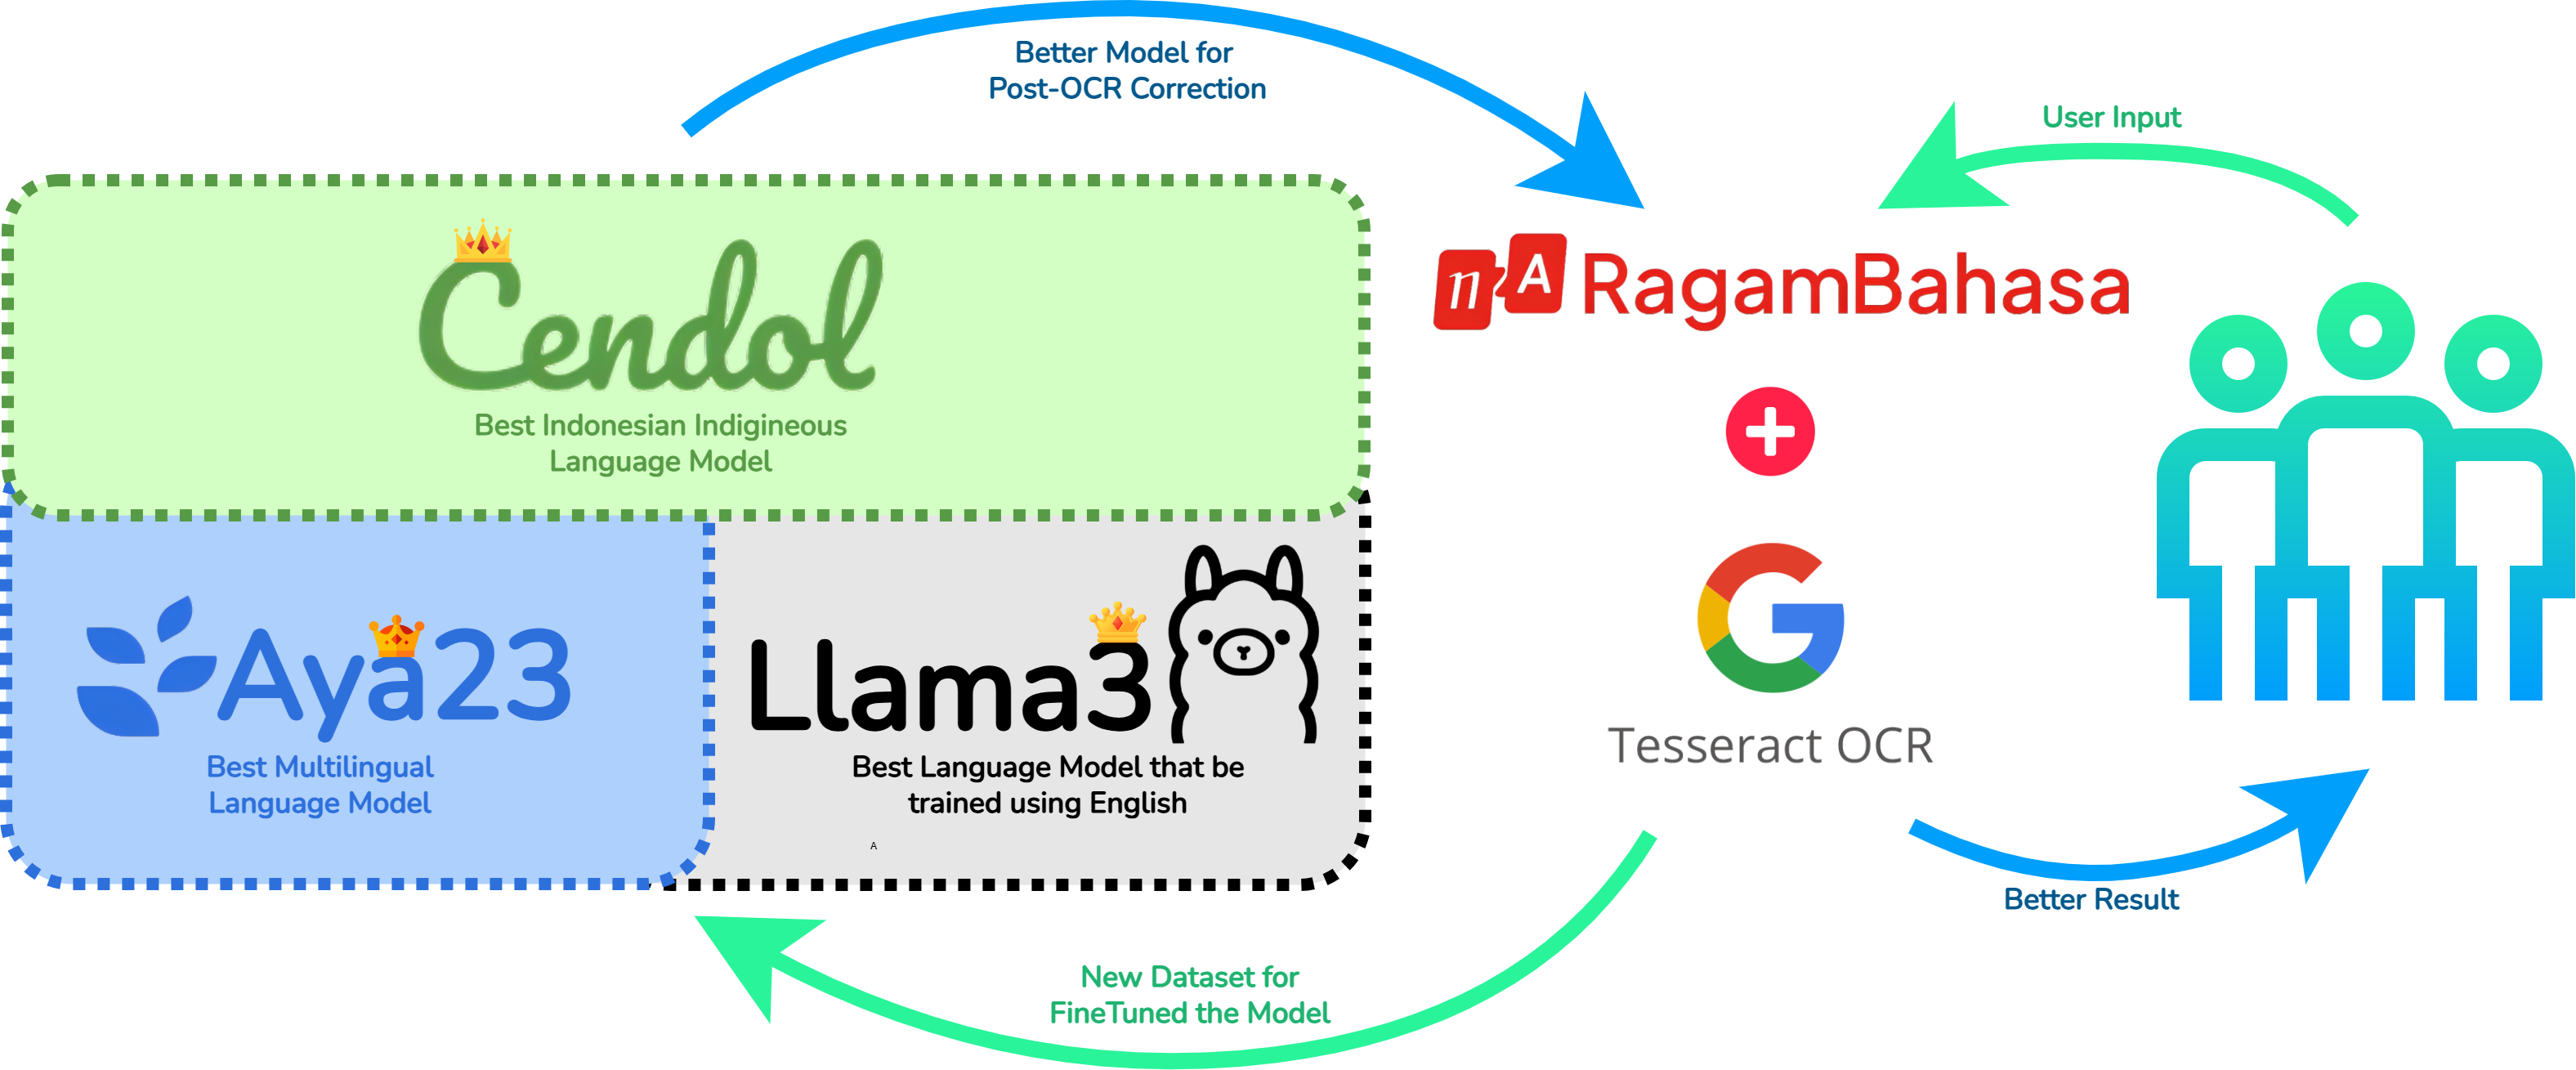 Better Model for
Post-OCR Correction
User Input
Cendol
Best Indonesian Indigineous
Language Model
nA RagamBahasa
Aya23
Best Multilingual
Language Model
Llama3
Best Language Model that be
trained using English
A
Tesseract OCR
Better Result
New Dataset for
FineTuned the Model